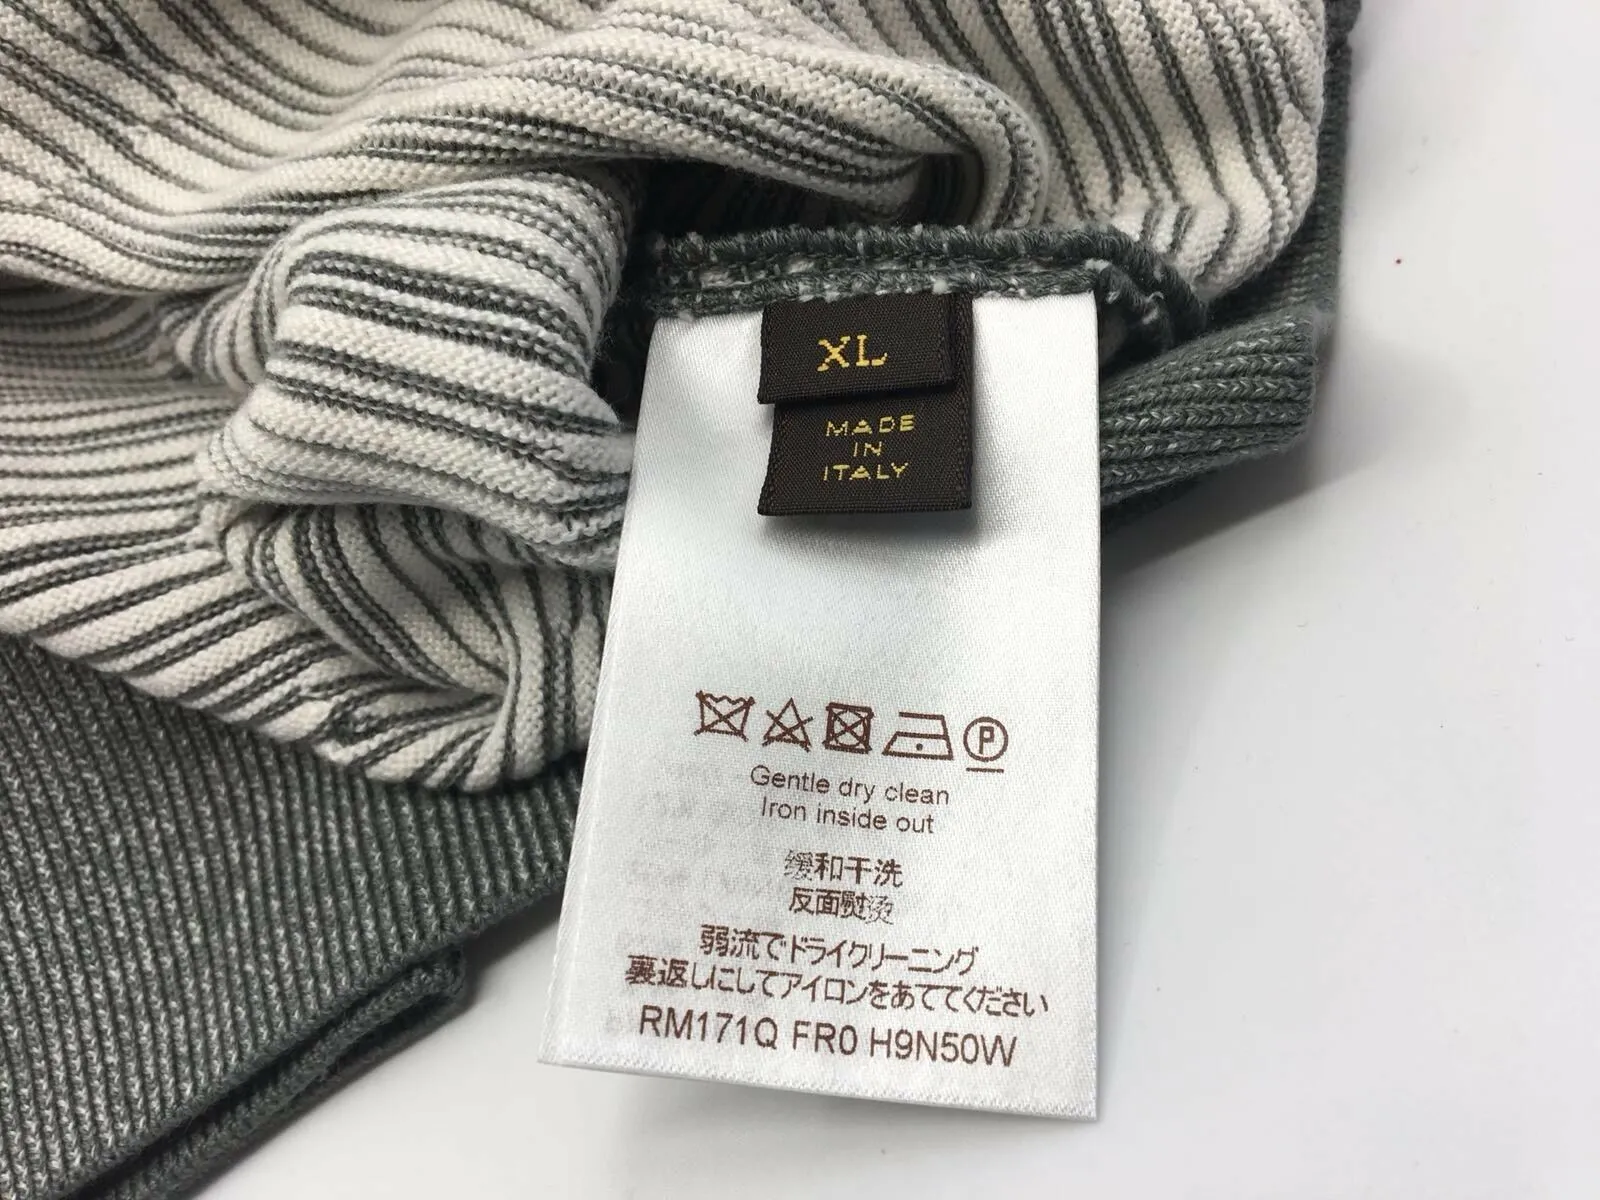 XL
MADE
IN
ITALY
P
Gentle dry clean
Iron inside out
缓和干洗
反面熨烫
弱流でドライクリーニング
裏返しにしてアイロンをあててください
RM171Q FR0 H9N50W